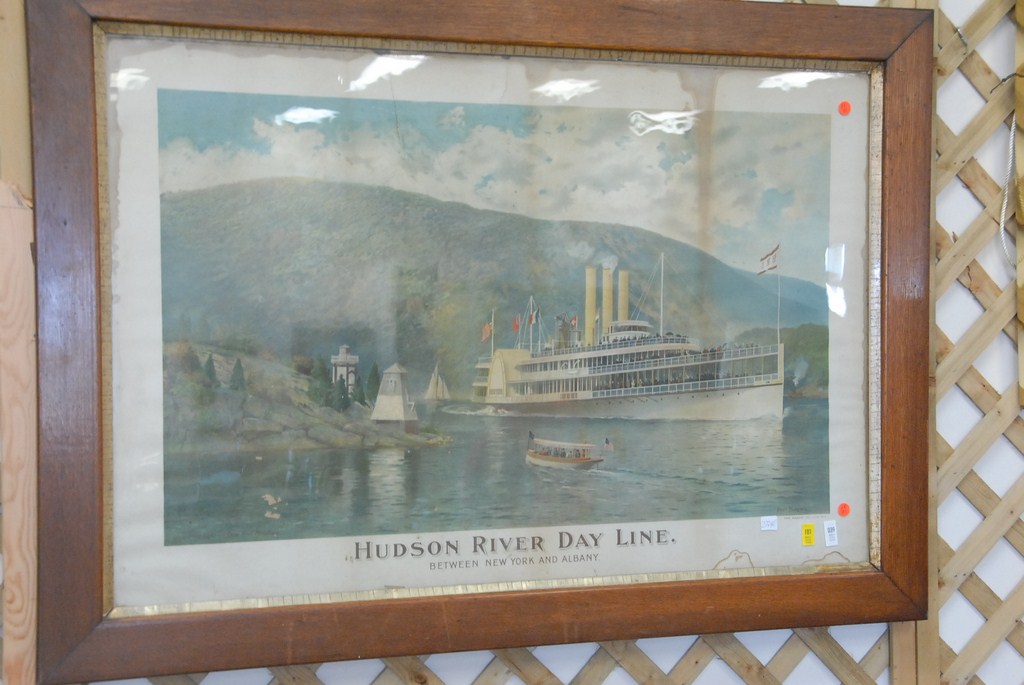 HUDSON RIVER DAY LINE.
BETWEEN NEW YORK AND ALBANY